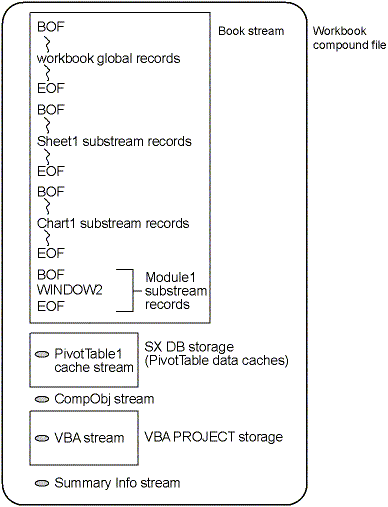 Workbook
compound file
Book stream
BOF
workbook global records
EOF
BOF
Sheet1 substream records
EOF
BOF
Chart1 substream records
EOF
BOF
WINDOW2
EOF
Module1
substream
records
PivotTable1
cache stream
SX DB storage
(PivotTable data caches)
CompObj stream
VBA stream
VBA PROJECT storage
Summary Info stream